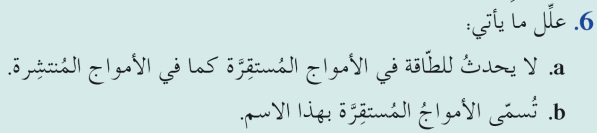 6. علّل ما يأتي:
a. لا يحدثُ للطّاقة في الأمواج المُستقِرَّة كما في الأمواج المُنتشِرة.
b. تُسمّى الأمواجُ المُستقِرَّة بهذا الاسم.